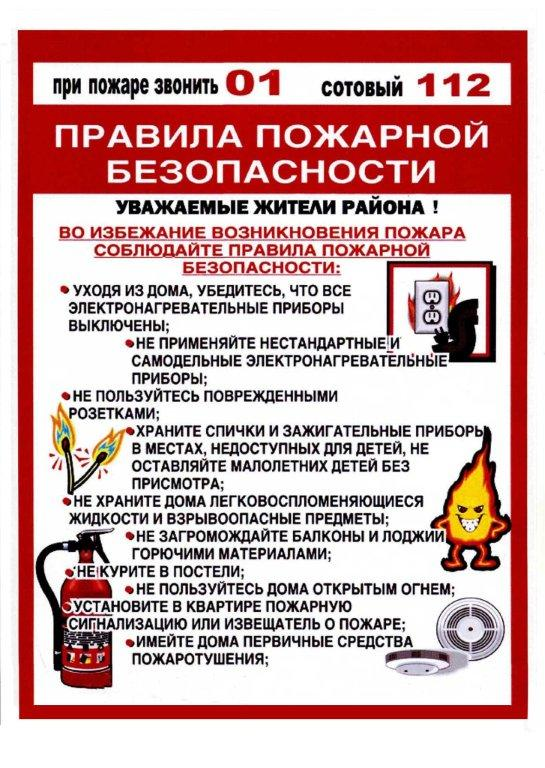 при пожаре звонить 01 сотовый 112
ПРАВИЛА ПОЖАРНОЙ
БЕЗОПАСНОСТИ
УВАЖАЕМЫЕ ЖИТЕЛИ РАЙОНА !
ВО ИЗБЕЖАНИЕ ВОЗНИКНОВЕНИЯ ПОЖАРА
СОБЛЮДАЙТЕ ПРАВИЛА ПОЖАРНОЙ
БЕЗОПАСНОСТИ:
• УХОДЯ ИЗ ДОМА, УБЕДИТЕСЬ, ЧТО ВСЕ
ЭЛЕКТРОНАГРЕВАТЕЛЬНЫЕ ПРИБОРЫ
ВЫКЛЮЧЕНЫ;
• НЕ ПРИМЕНЯЙТЕ НЕСТАНДАРТНЫЕ И
САМОДЕЛЬНЫЕ ЭЛЕКТРОНАГРЕВАТЕЛЬНЫЕ
ПРИБОРЫ;
• НЕ ПОЛЬЗУЙТЕСЬ ПОВРЕЖДЕННЫМИ
РОЗЕТКАМИ;
• ХРАНИТЕ СПИЧКИ И ЗАЖИГАТЕЛЬНЫЕ ПРИБОРЫ
В МЕСТАХ, НЕДОСТУПНЫХ ДЛЯ ДЕТЕЙ, НЕ
ОСТАВЛЯЙТЕ МАЛОЛЕТНИХ ДЕТЕЙ БЕЗ
ПРИСМОТРА;
• НЕ ХРАНИТЕ ДОМА ЛЕГКОВОСПЛОМЕНЯЮЩИЕСЯ
ЖИДКОСТИ И ВЗРЫВООПАСНЫЕ ПРЕДМЕТЫ;
• НЕ ЗАГРОМОЖДАЙТЕ БАЛКОНЫ И ЛОДЖИИ
ГОРЮЧИМИ МАТЕРИАЛАМИ;
• НЕ КУРИТЕ В ПОСТЕЛИ;
• НЕ ПОЛЬЗУЙТЕСЬ ДОМА ОТКРЫТЫМ ОГНЕМ;
• УСТАНОВИТЕ В КВАРТИРЕ ПОЖАРНУЮ
СИГНАЛИЗАЦИЮ ИЛИ ИЗВЕЩАТЕЛЬ О ПОЖАРЕ;
• ИМЕЙТЕ ДОМА ПЕРВИЧНЫЕ СРЕДСТВА
ПОЖАРОТУШЕНИЯ;